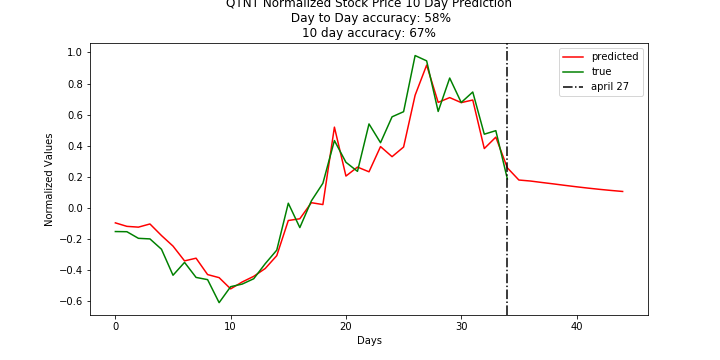 QTNT Normalized Stock Price 10 Day Prediction
Day to Day accuracy: 58%
10 day accuracy: 67%
predicted
true
april 27
Normalized Values
1.0
0.8
0.6
0.4
0.2
0.0
−0.2
−0.4
−0.6
0
10
20
30
40
Days